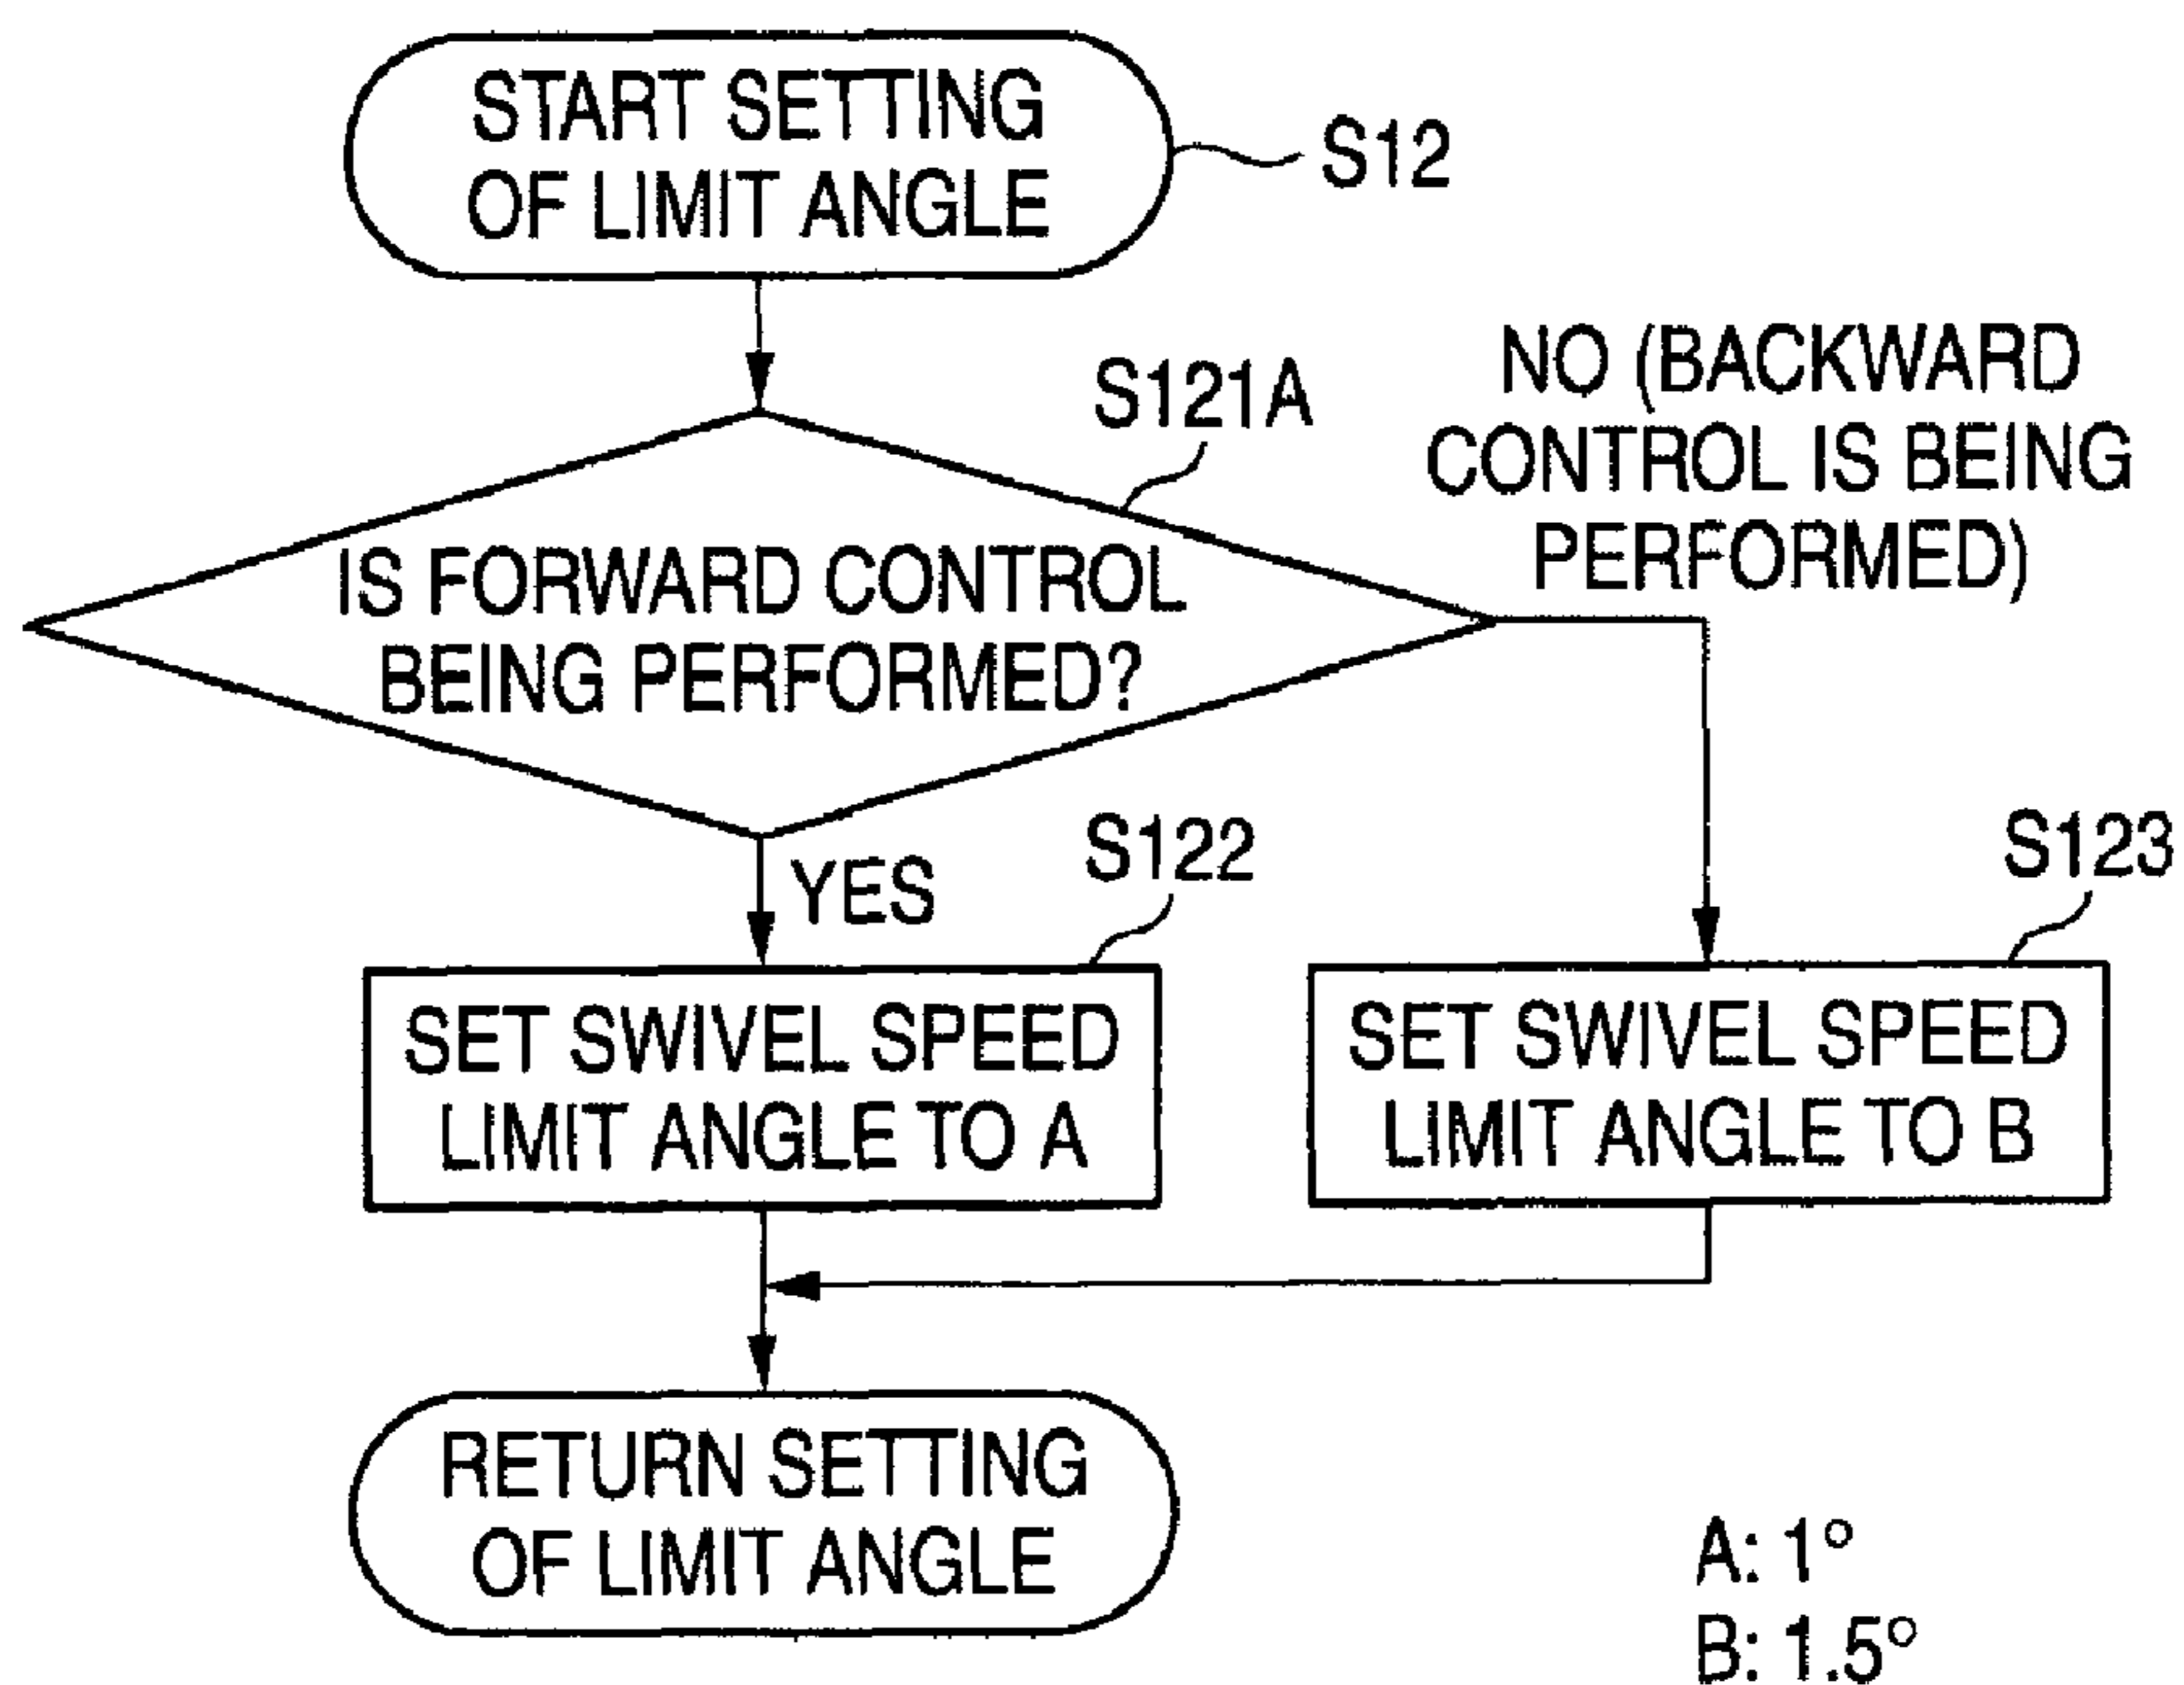 START SETTING
OF LIMIT ANGLE
S12
S121A
NO (BACKWARD
CONTROL IS BEING
PERFORMED)
IS FORWARD CONTROL
BEING PERFORMED?
YES
S122
S123
SET SWIVEL SPEED
LIMIT ANGLE TO A
SET SWIVEL SPEED
LIMIT ANGLE TO B
RETURN SETTING
OF LIMIT ANGLE
A: 1°
B: 1.5°